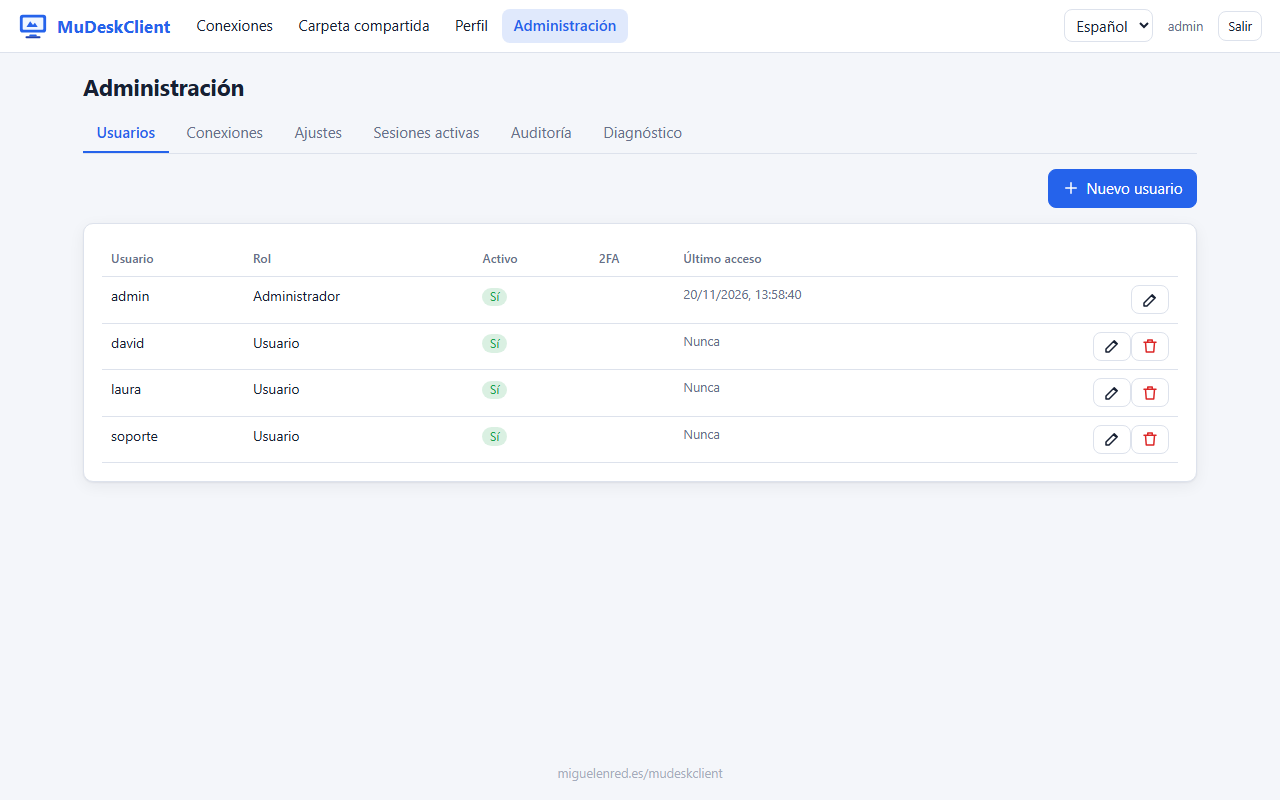 MuDeskClient Conexiones Carpeta compartida Perfil Administración Español admin Salir
Administración
Usuarios Conexiones Ajustes Sesiones activas Auditoría Diagnóstico
+ Nuevo usuario
Usuario Rol Activo 2FA Último acceso
admin Administrador Sí 20/11/2026, 13:58:40
david Usuario Sí Nunca
laura Usuario Sí Nunca
soporte Usuario Sí Nunca
miguelenred.es/mudeskclient